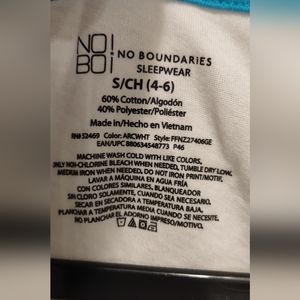 NO!
BO!
NO BOUNDARIES
SLEEPWEAR
S/CH (4-6)
60% Cotton/Algodón
40% Polyester/Poliéster
Made in/Hecho en Vietnam
RN# 52469 Color: ARCWHT Style: FFNZ27406GE
EAN/UPC 880634548773 P46
MACHINE WASH COLD WITH LIKE COLORS,
ONLY NON-CHLORINE BLEACH WHEN NEEDED, TUMBLE DRY LOW.
MEDIUM IRON WHEN NEEDED. DO NOT IRON PRINT/MOTIF.
LAVAR A MÁQUINA EN AGUA FRÍA
CON COLORES SIMILARES, BLANQUEADOR
SIN CLORO SOLAMENTE, CUANDO SEA NECESARIO.
SECAR EN SECADORA A TEMPERATURA BAJA,
PLANCHAR A TEMPERATURA MEDIA CUANDO SE NECESITE.
NO PLANCHAR EL ADORNO IMPRESO/MOTIVO.